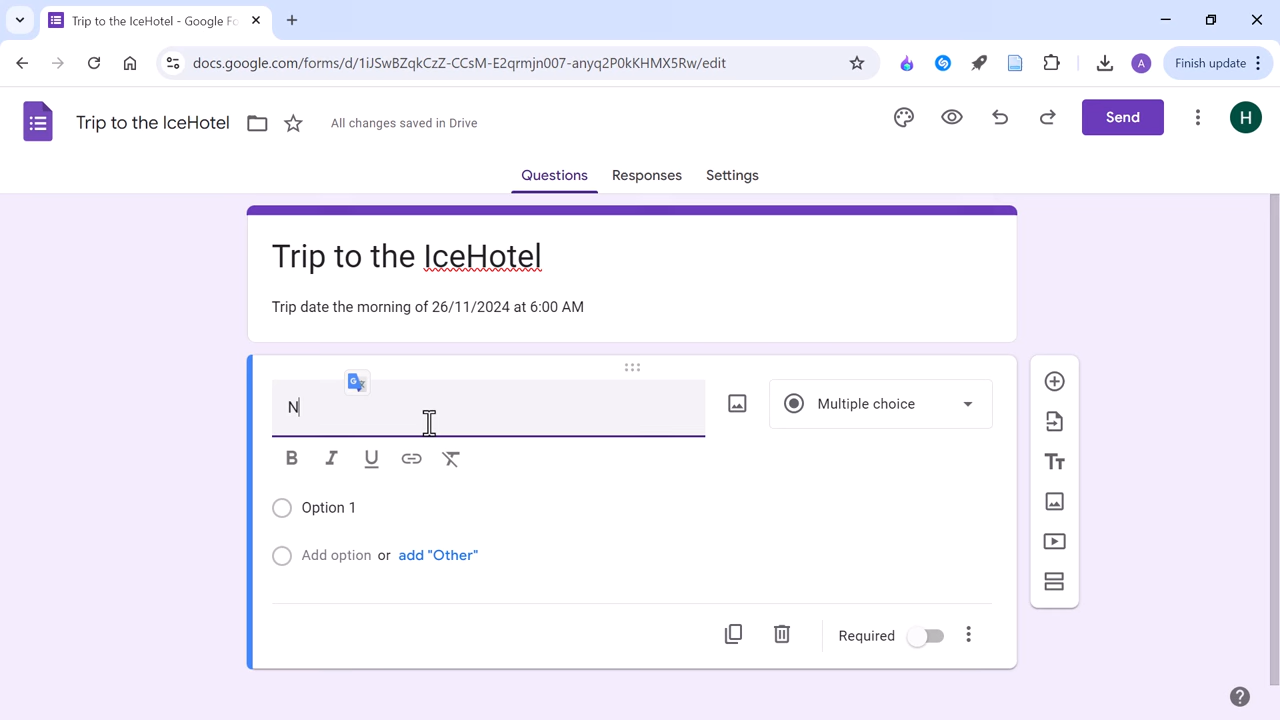 Trip to the IceHotel - Google Fo
docs.google.com/forms/d/1iJSwBZqkCzZ-CCsM-E2qrmjn007-anyq2P0kKHMX5Rw/edit
A
Finish update
Trip to the IceHotel
All changes saved in Drive
Send
H
Questions
Responses
Settings
Trip to the IceHotel
Trip date the morning of 26/11/2024 at 6:00 AM
N
Multiple choice
B I U
Option 1
Add option or add "Other"
Required